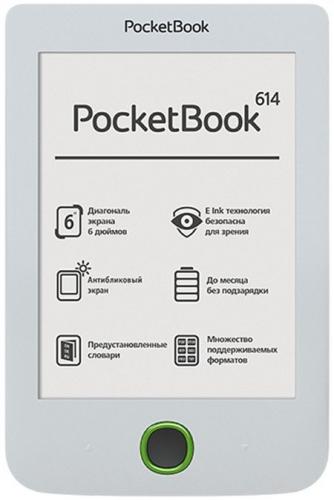 PocketBook
PocketBook 614
6"
Диагональ
экрана
6 дюймов
E Ink технология
безопасна
для зрения
Антибликовый
экран
До месяца
без подзарядки
Предустановленные
словари
Множество
поддерживаемых
форматов